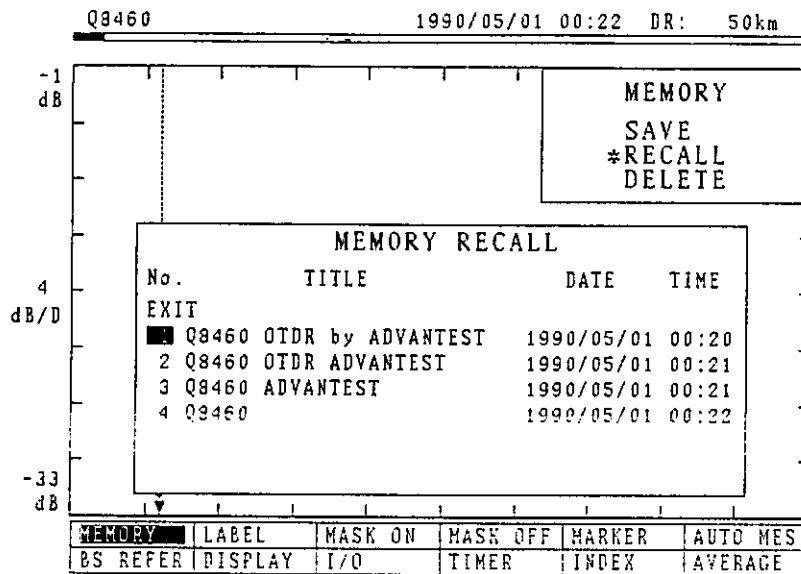 Q8460 1990/05/01 00:22 DR: 50km
-1
dB
MEMORY
SAVE
*RECALL
DELETE
MEMORY RECALL
No. TITLE DATE TIME
EXIT
1 Q8460 OTDR by ADVANTEST 1990/05/01 00:20
2 Q8460 OTDR ADVANTEST 1990/05/01 00:21
3 Q8460 ADVANTEST 1990/05/01 00:21
4 Q8460 1990/05/01 00:22
4
dB/D
-33
dB
MEMORY LABEL MASK ON MASK OFF MARKER AUTO MES
BS REFER DISPLAY I/O TIMER INDEX AVERAGE